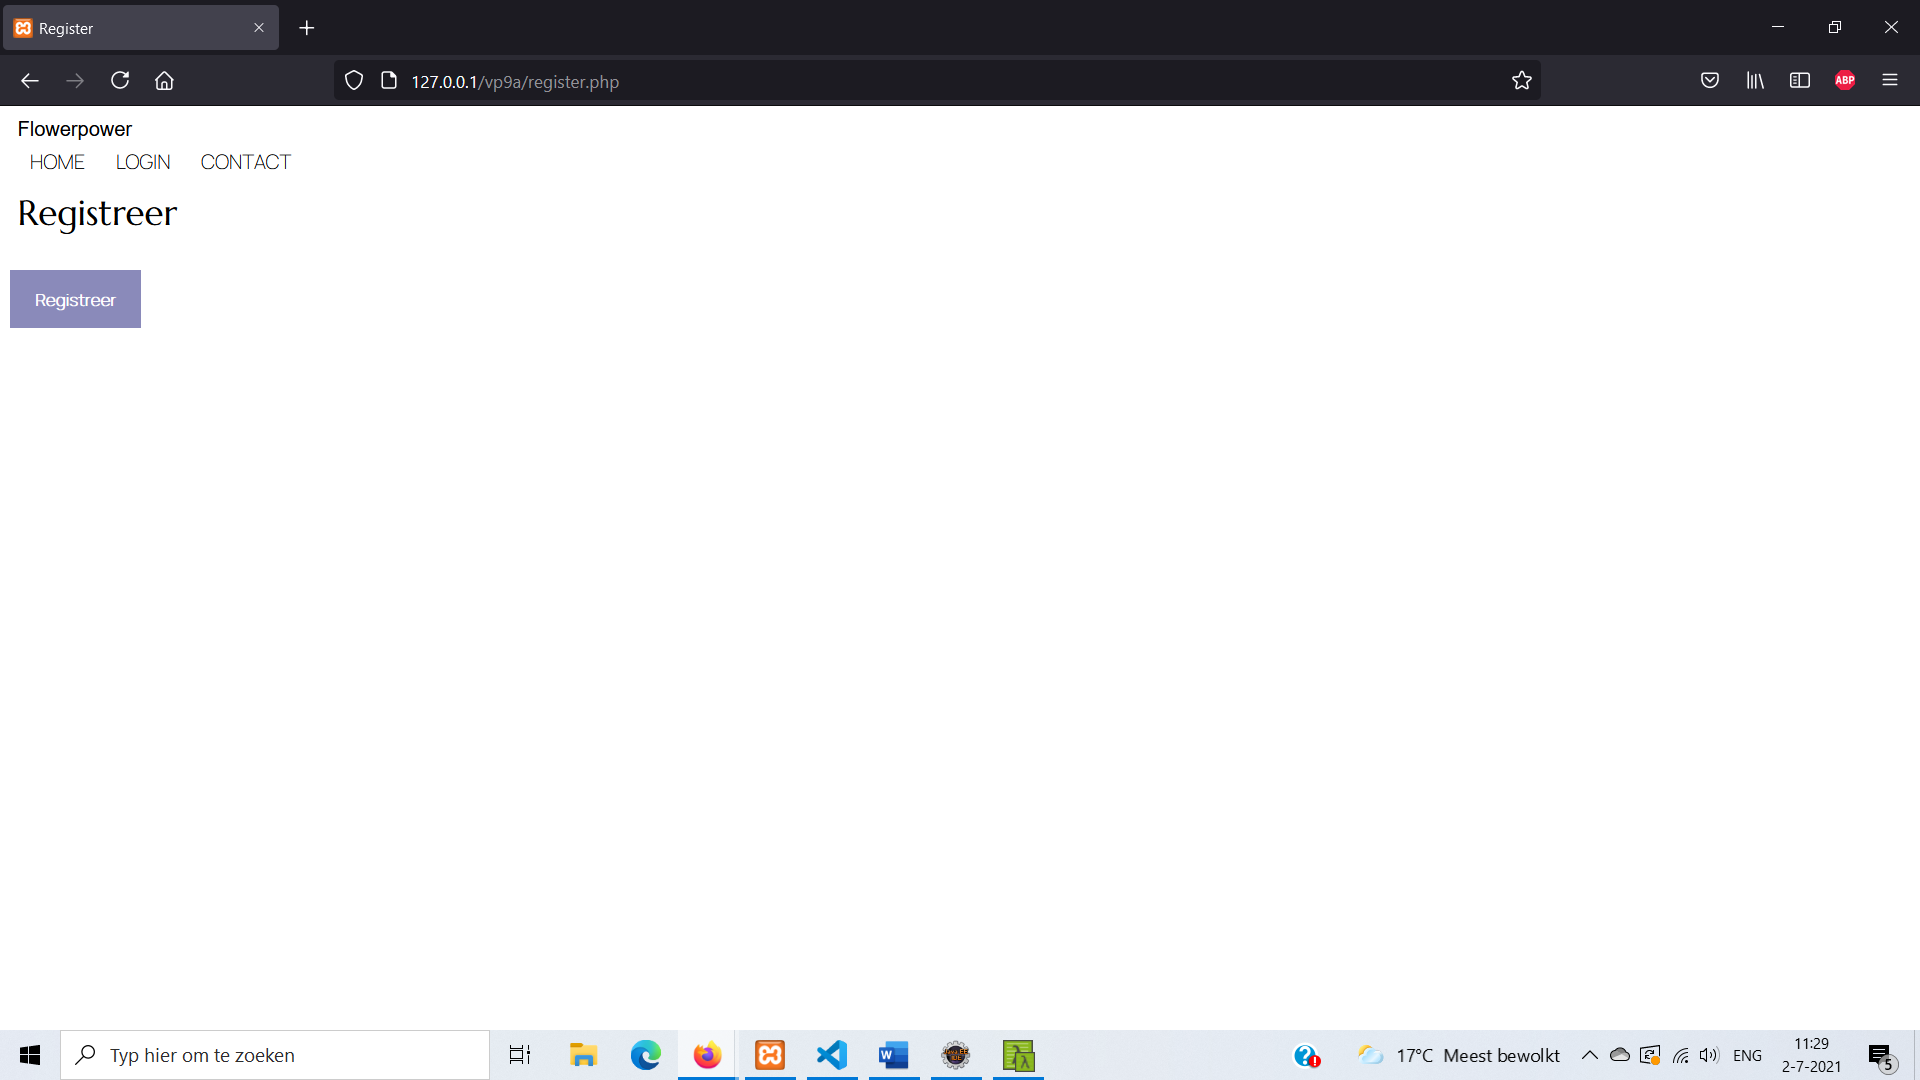 Register
127.0.0.1/vp9a/register.php
ABP
Flowerpower
HOME LOGIN CONTACT
Registreer
Registreer
Typ hier om te zoeken
17°C Meest bewolkt
ENG
11:29
2-7-2021
5